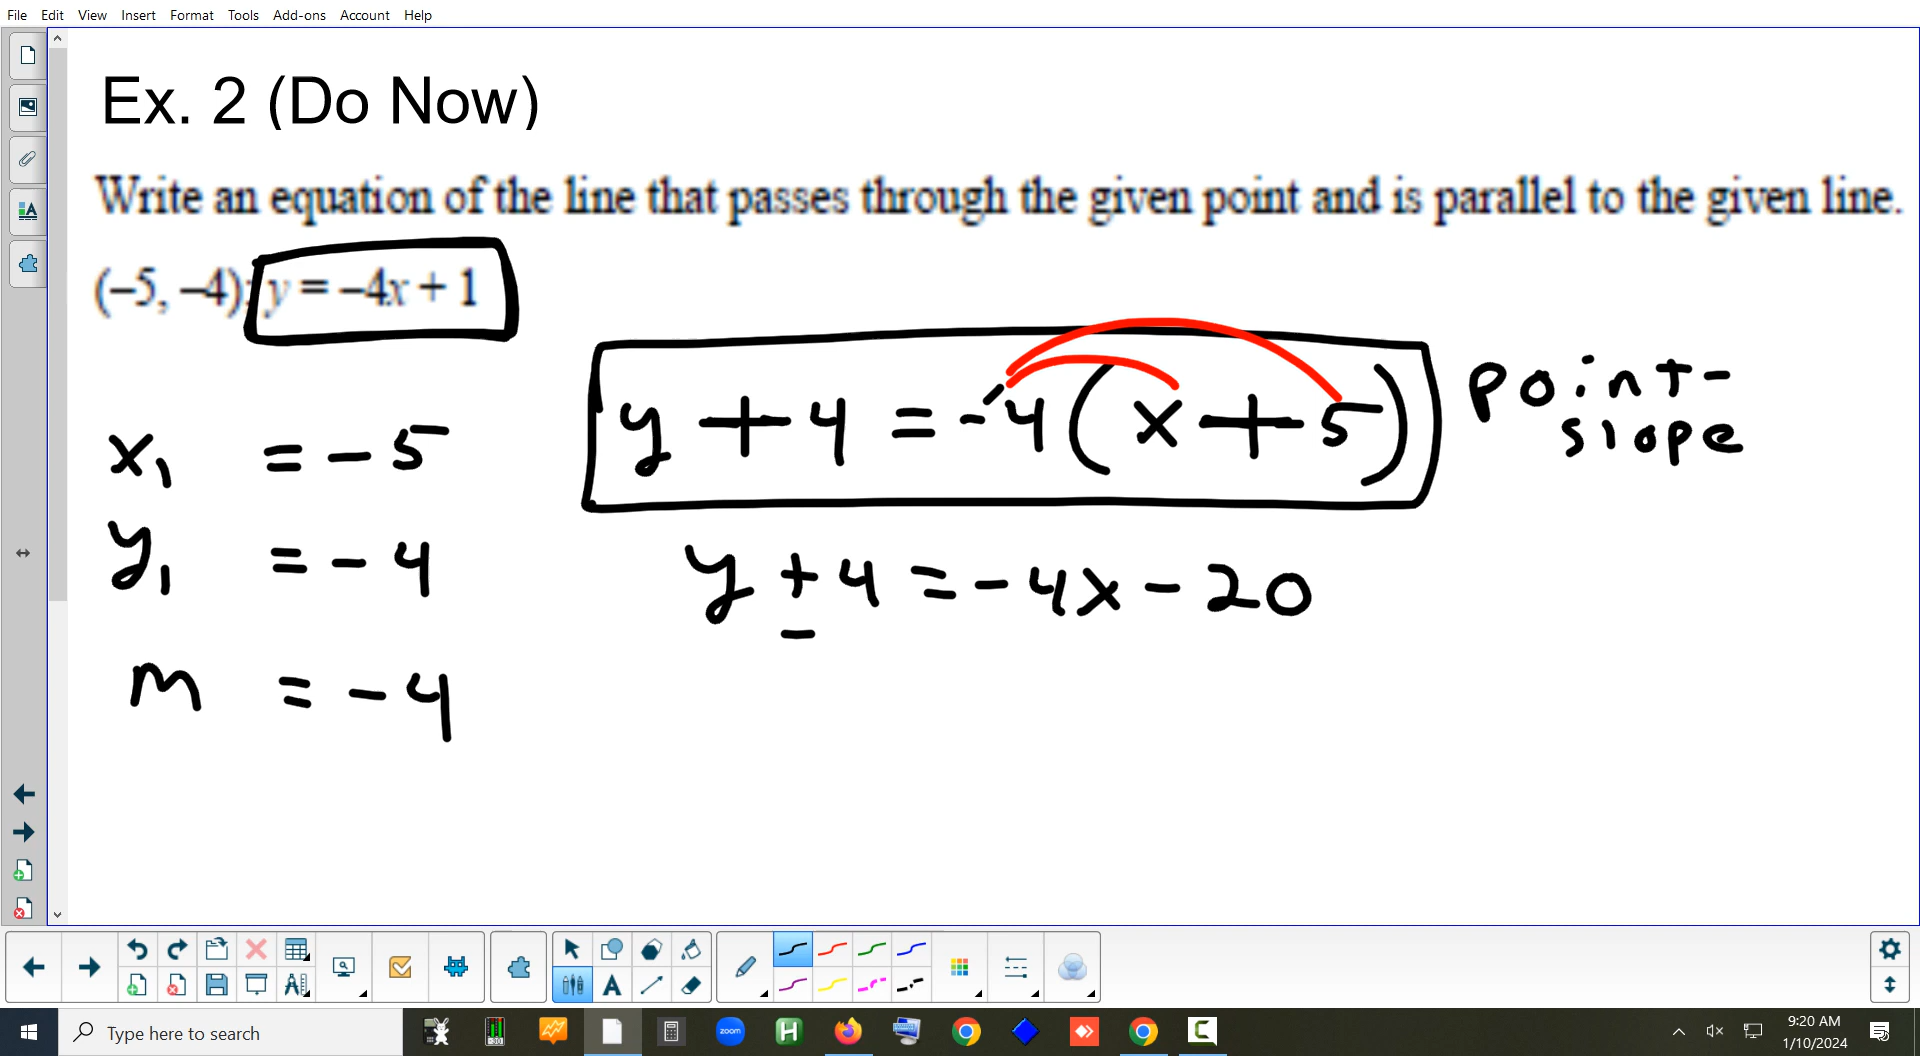 File Edit View Insert Format Tools Add-ons Account Help
Ex. 2 (Do Now)
Write an equation of the line that passes through the given point and is parallel to the given line.
(–5, –4); y = –4x + 1
y + 4 = -4(x + 5)
point-
slope
x₁ = -5
y₁ = -4
y + 4 = -4x - 20
-
m = -4
Type here to search
zoom
9:20 AM
1/10/2024